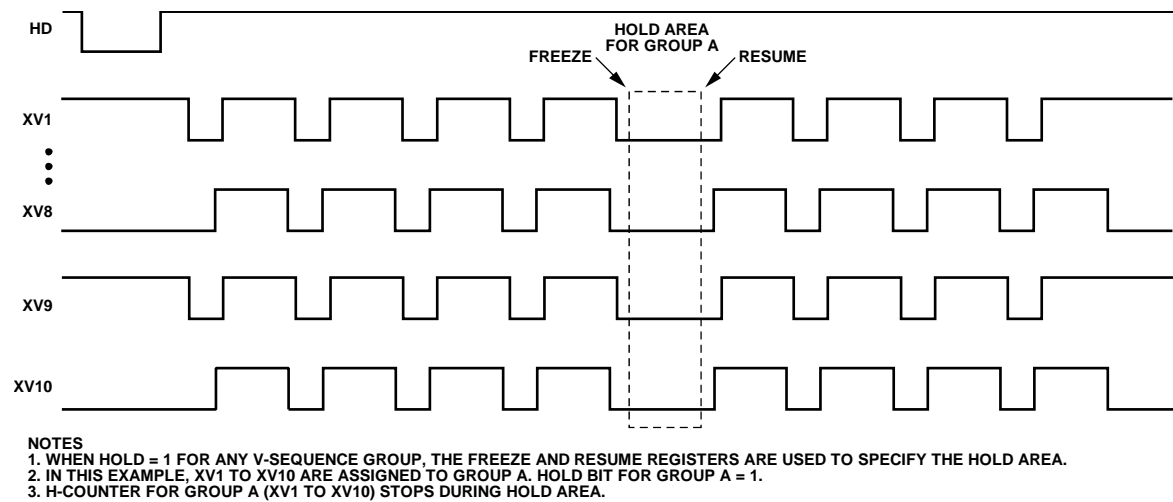 HD
HOLD AREA
FOR GROUP A
FREEZE
RESUME
XV1
XV8
XV9
XV10
NOTES
1. WHEN HOLD = 1 FOR ANY V-SEQUENCE GROUP, THE FREEZE AND RESUME REGISTERS ARE USED TO SPECIFY THE HOLD AREA.
2. IN THIS EXAMPLE, XV1 TO XV10 ARE ASSIGNED TO GROUP A. HOLD BIT FOR GROUP A = 1.
3. H-COUNTER FOR GROUP A (XV1 TO XV10) STOPS DURING HOLD AREA.